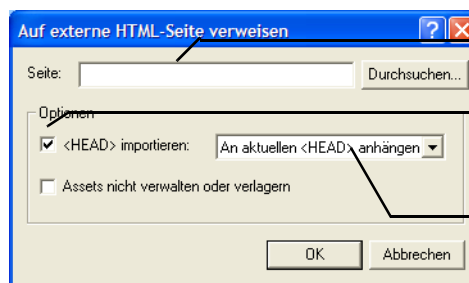 Auf externe HTML-Seite verweisen
Seite: Durchsuchen...
Optionen
<HEAD> importieren: An aktuellen <HEAD> anhängen
Assets nicht verwalten oder verlagern
OK Abbrechen